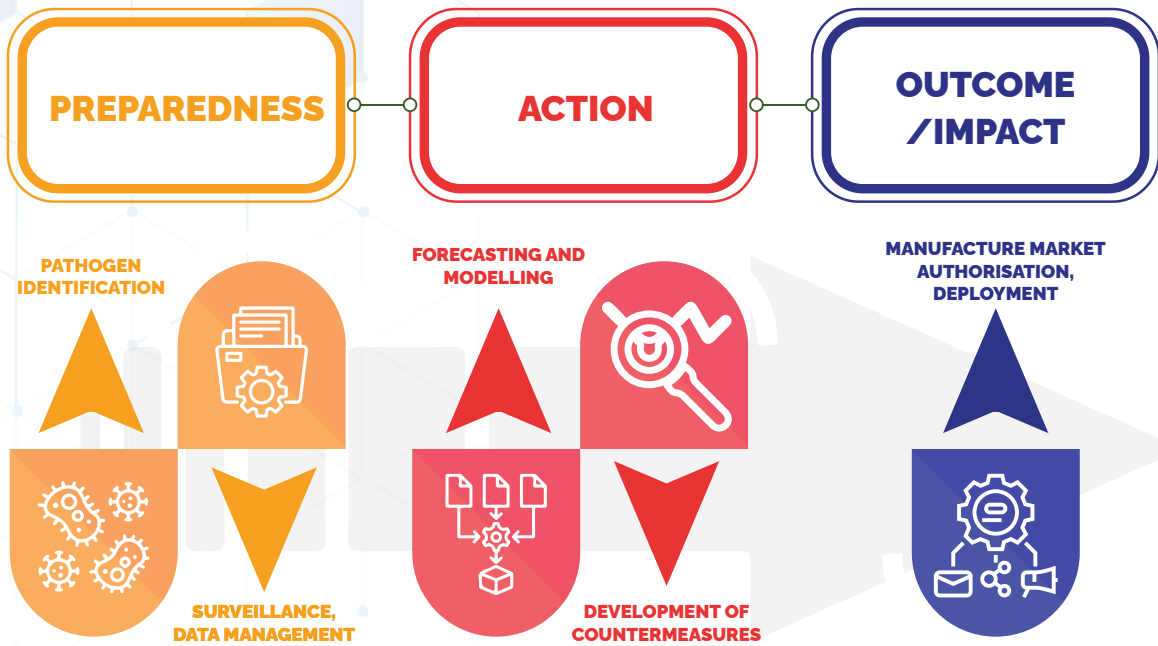 PREPAREDNESS
ACTION
OUTCOME
/IMPACT
PATHOGEN
IDENTIFICATION
SURVEILLANCE,
DATA MANAGEMENT
FORECASTING AND
MODELLING
DEVELOPMENT OF
COUNTERMEASURES
MANUFACTURE MARKET
AUTHORISATION,
DEPLOYMENT